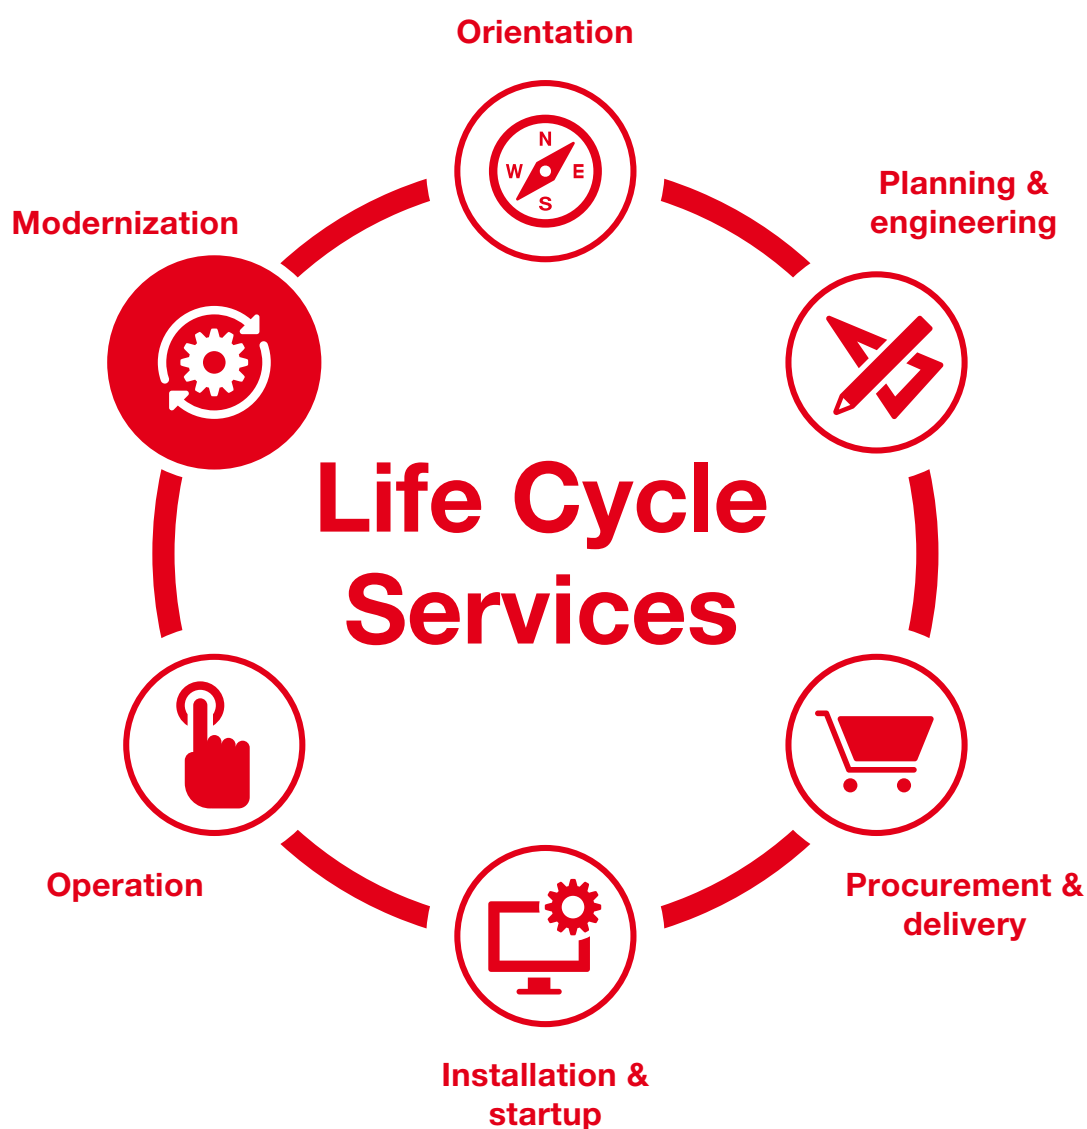 Orientation
N
W
E
S
Planning &
engineering
Modernization
Life Cycle
Services
Operation
Procurement &
delivery
Installation &
startup